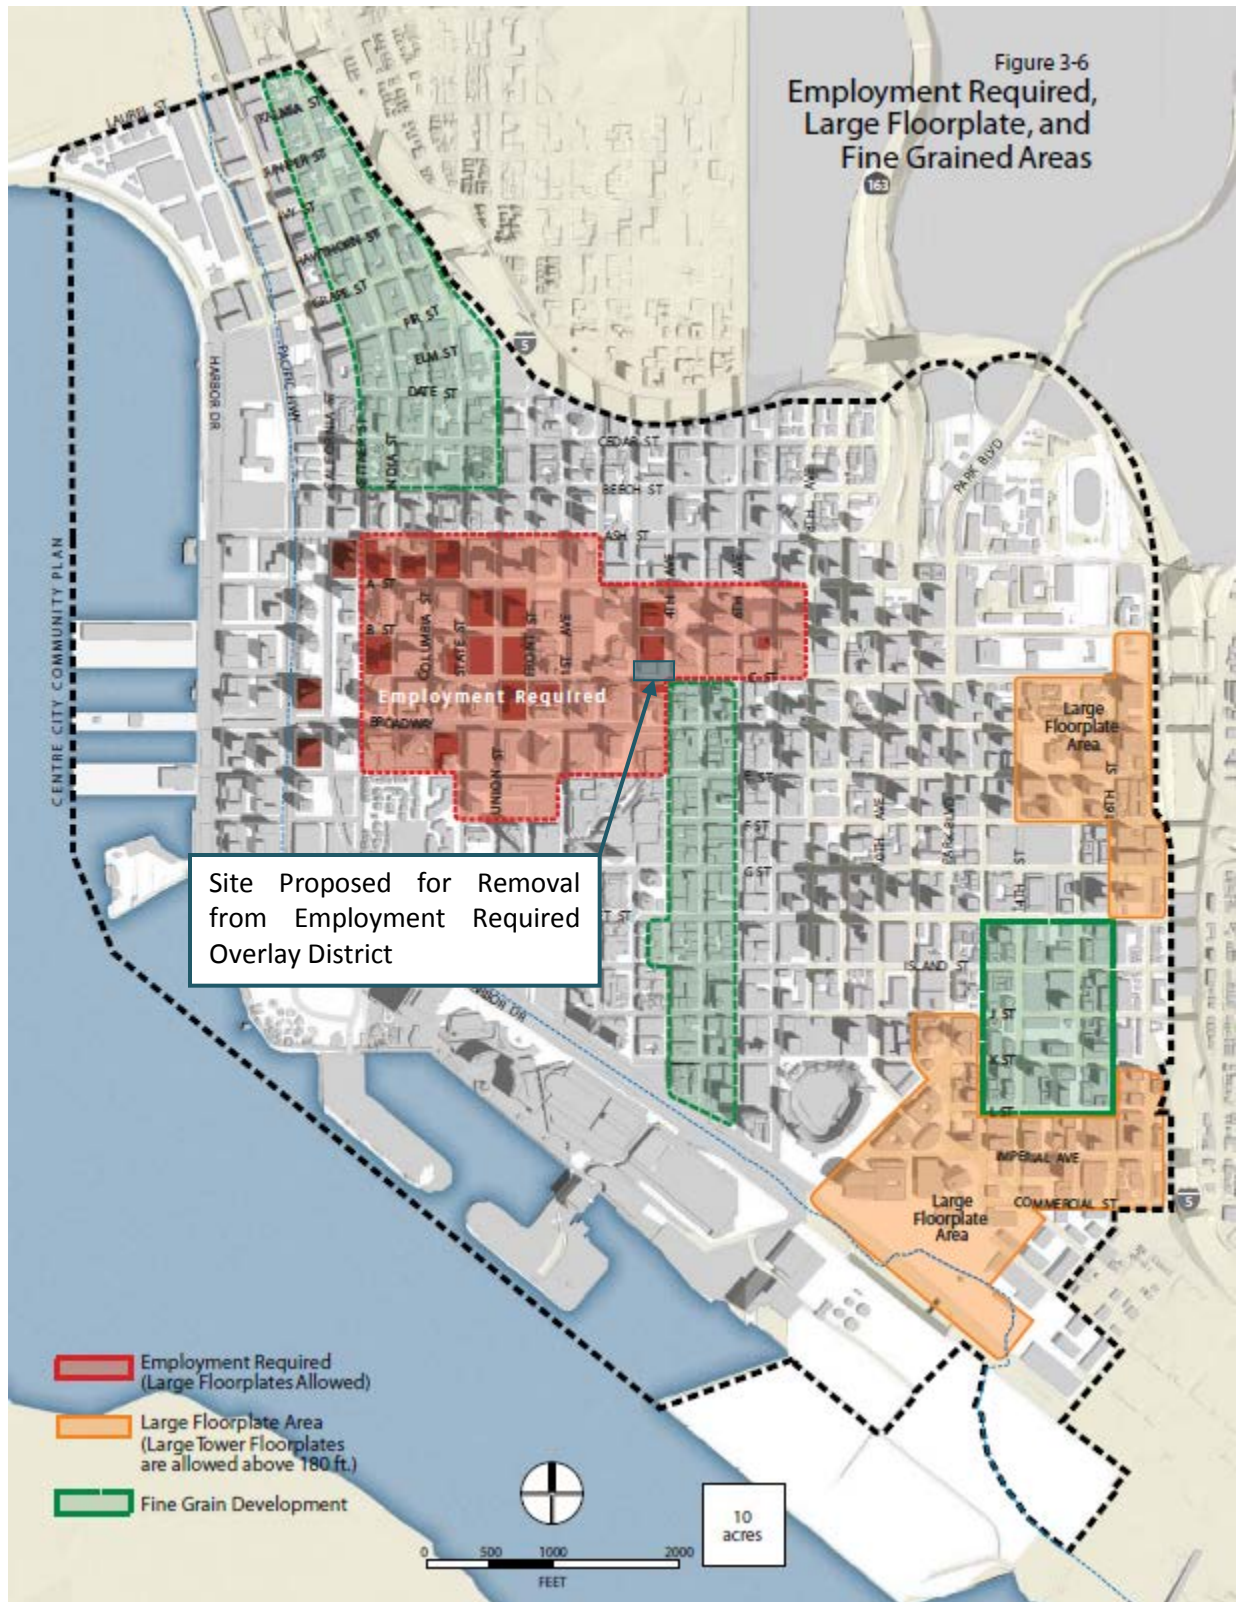 Figure 3-6
Employment Required,
Large Floorplate, and
Fine Grained Areas
163
LAUREL ST
KALMIA ST
JUNIPER ST
IVY ST
HAWTHORN ST
GRAPE ST
FIR ST
ELM ST
DATE ST
5
HARBOR DR
PACIFIC HWY
INDIA ST
CEDAR ST
BEECH ST
ASH ST
PARK BLVD
CENTRE CITY COMMUNITY PLAN
A ST
B ST
COLUMBIA ST
STATE ST
FRONT ST
1ST AVE
4TH AVE
6TH AVE
C ST
Employment Required
BROADWAY
UNION ST
E ST
F ST
G ST
PARK BLVD
14TH ST
16TH ST
Large
Floorplate
Area
Site Proposed for Removal
from Employment Required
Overlay District
ISLAND ST
J ST
K ST
L ST
IMPERIAL AVE
COMMERCIAL ST
5
Large
Floorplate
Area
Employment Required
(Large Floorplates Allowed)
Large Floorplate Area
(Large Tower Floorplates
are allowed above 180 ft.)
Fine Grain Development
10
acres
0 500 1000 2000
FEET